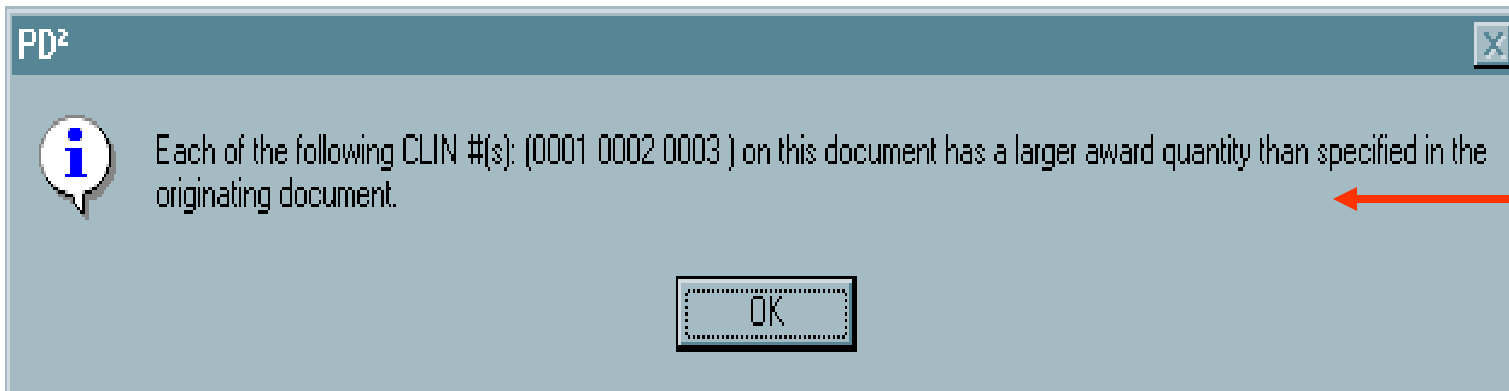 PD²
Each of the following CLIN #(s): (0001 0002 0003 ) on this document has a larger award quantity than specified in the
originating document.
OK